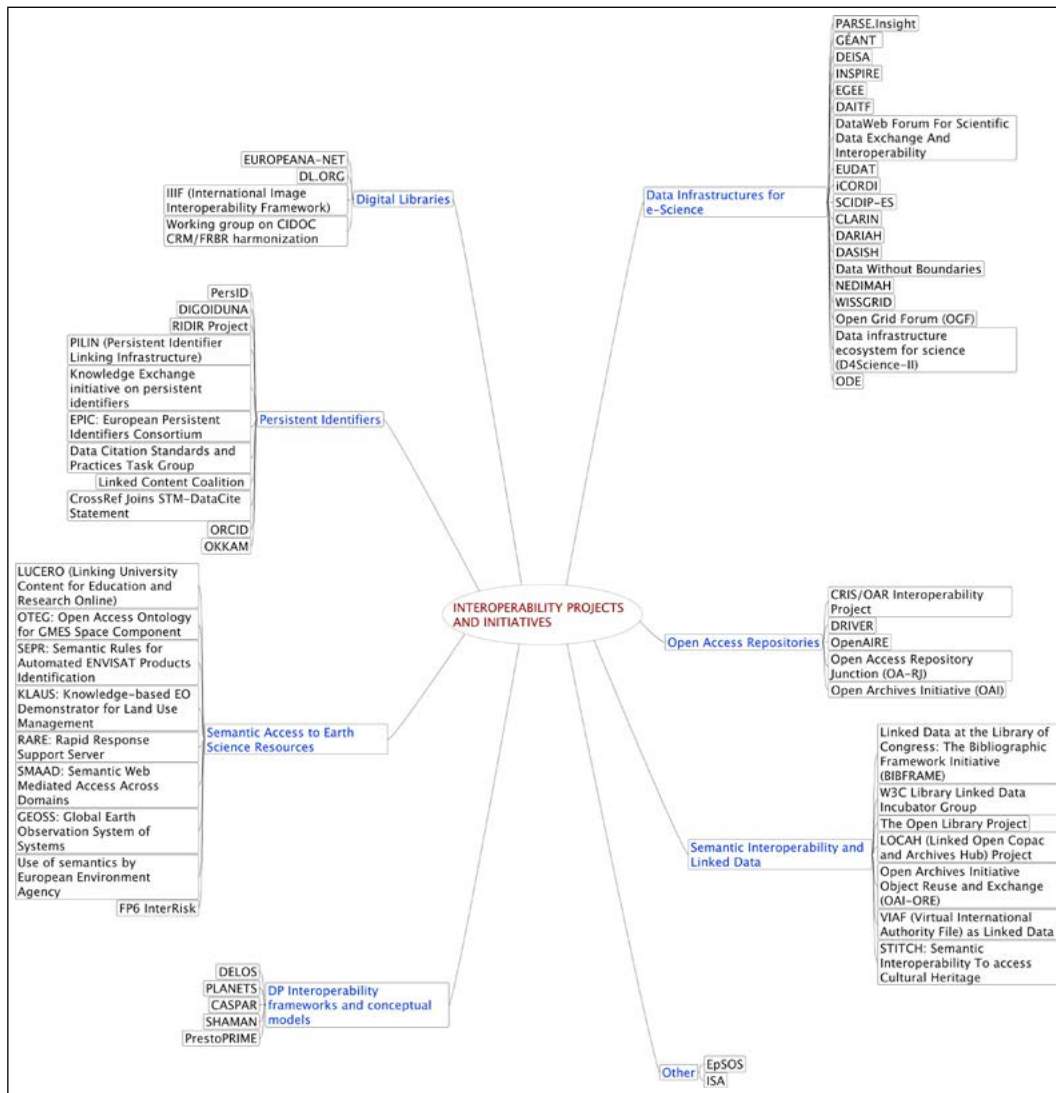 PARSE.Insight
GÉANT
DEISA
INSPIRE
EGEE
DAITF
DataWeb Forum For Scientific
Data Exchange And
Interoperability
EUDAT
iCORDI
SCIDIP-ES
CLARIN
DARIAH
DASISH
Data Without Boundaries
NEDIMAH
WISSGRID
Open Grid Forum (OGF)
Data infrastructure
ecosystem for science
(D4Science-II)
ODE
Data Infrastructures for
e-Science
EUROPEANA-NET
DL.ORG
IIIF (International Image
Interoperability Framework)
Working group on CIDOC
CRM/FRBR harmonization
Digital Libraries
PersID
DIGOIDUNA
RIDIR Project
PILIN (Persistent Identifier
Linking Infrastructure)
Knowledge Exchange
initiative on persistent
identifiers
EPIC: European Persistent
Identifiers Consortium
Data Citation Standards and
Practices Task Group
Linked Content Coalition
CrossRef Joins STM-DataCite
Statement
ORCID
OKKAM
Persistent Identifiers
INTEROPERABILITY PROJECTS
AND INITIATIVES
CRIS/OAR Interoperability
Project
DRIVER
OpenAIRE
Open Access Repository
Junction (OA-RJ)
Open Archives Initiative (OAI)
Open Access Repositories
LUCERO (Linking University
Content for Education and
Research Online)
OTEG: Open Access Ontology
for GMES Space Component
SEPR: Semantic Rules for
Automated ENVISAT Products
Identification
KLAUS: Knowledge-based EO
Demonstrator for Land Use
Management
RARE: Rapid Response
Support Server
SMAAD: Semantic Web
Mediated Access Across
Domains
GEOSS: Global Earth
Observation System of
Systems
Use of semantics by
European Environment
Agency
FP6 InterRisk
Semantic Access to Earth
Science Resources
Linked Data at the Library of
Congress: The Bibliographic
Framework Initiative
(BIBFRAME)
W3C Library Linked Data
Incubator Group
The Open Library Project
LOCAH (Linked Open Copac
and Archives Hub) Project
Open Archives Initiative
Object Reuse and Exchange
(OAI-ORE)
VIAF (Virtual International
Authority File) as Linked Data
STITCH: Semantic
Interoperability To access
Cultural Heritage
Semantic Interoperability and
Linked Data
DELOS
PLANETS
CASPAR
SHAMAN
PrestoPRIME
DP Interoperability
frameworks and conceptual
models
Other
EpSOS
ISA